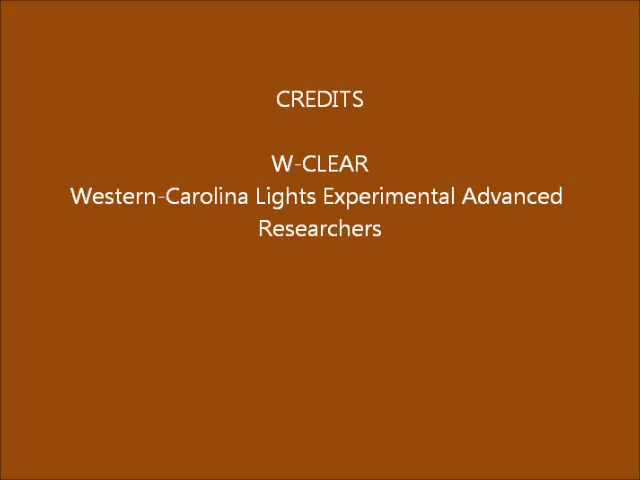 CREDITS
W-CLEAR
Western-Carolina Lights Experimental Advanced
Researchers